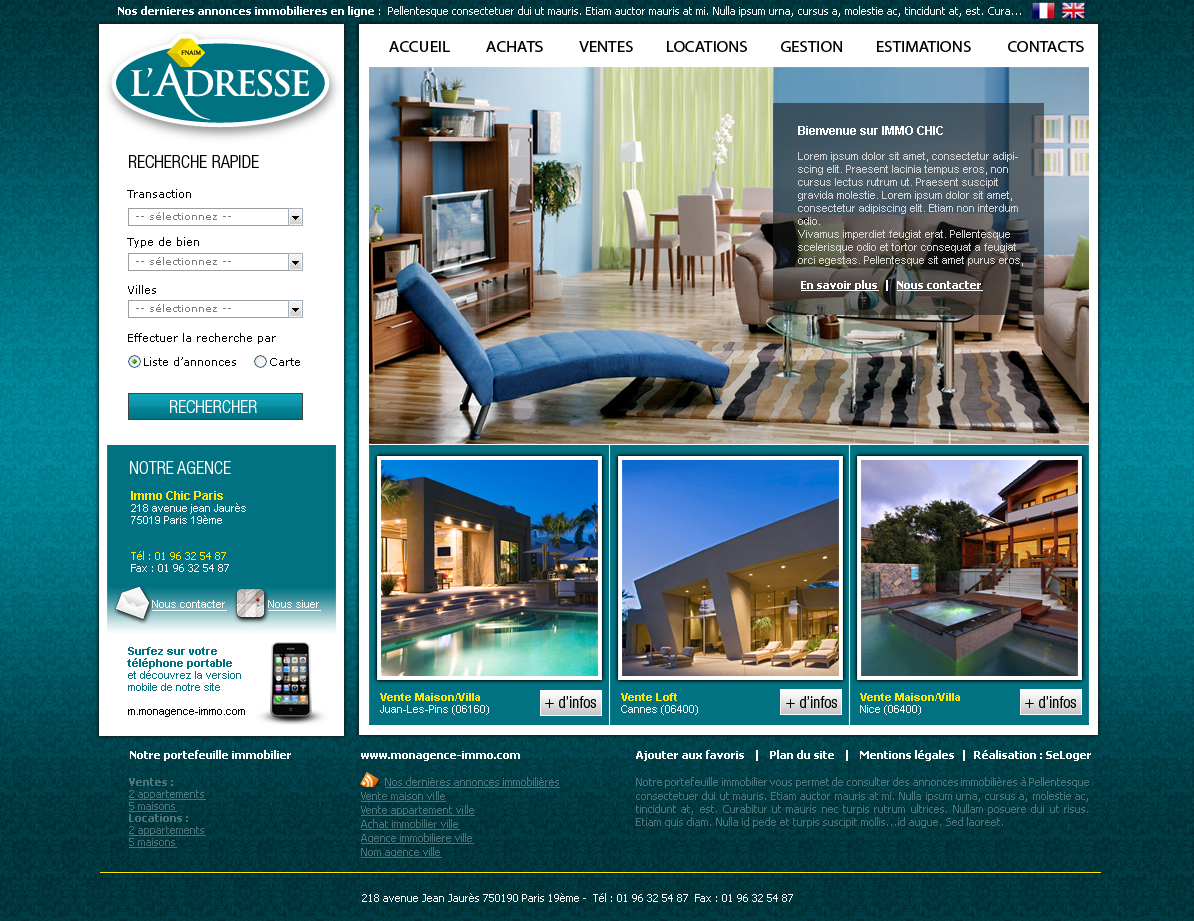 Nos dernieres annonces immobilieres en ligne : Pellentesque consectetuer dui ut mauris. Etiam auctor mauris at mi. Nulla ipsum urna, cursus a, molestie ac, tincidunt at, est. Cura...
FNAIM
L'ADRESSE
ACCUEIL ACHATS VENTES LOCATIONS GESTION ESTIMATIONS CONTACTS
RECHERCHE RAPIDE
Transaction
-- sélectionnez --
Type de bien
-- sélectionnez --
Villes
-- sélectionnez --
Effectuer la recherche par
Liste d'annonces Carte
RECHERCHER
Bienvenue sur IMMO CHIC
Lorem ipsum dolor sit amet, consectetur adipi-
scing elit. Praesent lacinia tempus eros, non
cursus lectus rutrum ut. Praesent suscipit
gravida molestie. Lorem ipsum dolor sit amet,
consectetur adipiscing elit. Etiam non interdum
odio.
Vivamus imperdiet feugiat erat. Pellentesque
scelerisque odio et tortor consequat a feugiat
orci egestas. Pellentesque sit amet purus eros,
En savoir plus | Nous contacter
NOTRE AGENCE
Immo Chic Paris
218 avenue jean Jaurès
75019 Paris 19ème
Tél : 01 96 32 54 87
Fax : 01 96 32 54 87
Nous contacter Nous siuer
Surfez sur votre
téléphone portable
et découvrez la version
mobile de notre site
m.monagence-immo.com
Vente Maison/Villa
Juan-Les-Pins (06160)
+ d'infos
Vente Loft
Cannes (06400)
+ d'infos
Vente Maison/Villa
Nice (06400)
+ d'infos
Notre portefeuille immobilier
Ventes :
2 appartements
5 maisons
Locations :
2 appartements
5 maisons
www.monagence-immo.com
Nos dernières annonces immobilières
Vente maison ville
Vente appartement ville
Achat immobilier ville
Agence immobiliere ville
Nom agence ville
Ajouter aux favoris | Plan du site | Mentions légales | Réalisation : SeLoger
Notre portefeuille immobilier vous permet de consulter des annonces immobilières à Pellentesque
consectetuer dui ut mauris. Etiam auctor mauris at mi. Nulla ipsum urna, cursus a, molestie ac,
tincidunt at, est. Curabitur ut mauris nec turpis rutrum ultrices. Nullam posuere dui ut risus.
Etiam quis diam. Nulla id pede et turpis suscipit mollis...id augue. Sed laoreet.
218 avenue Jean Jaurès 750190 Paris 19ème - Tél : 01 96 32 54 87 Fax : 01 96 32 54 87